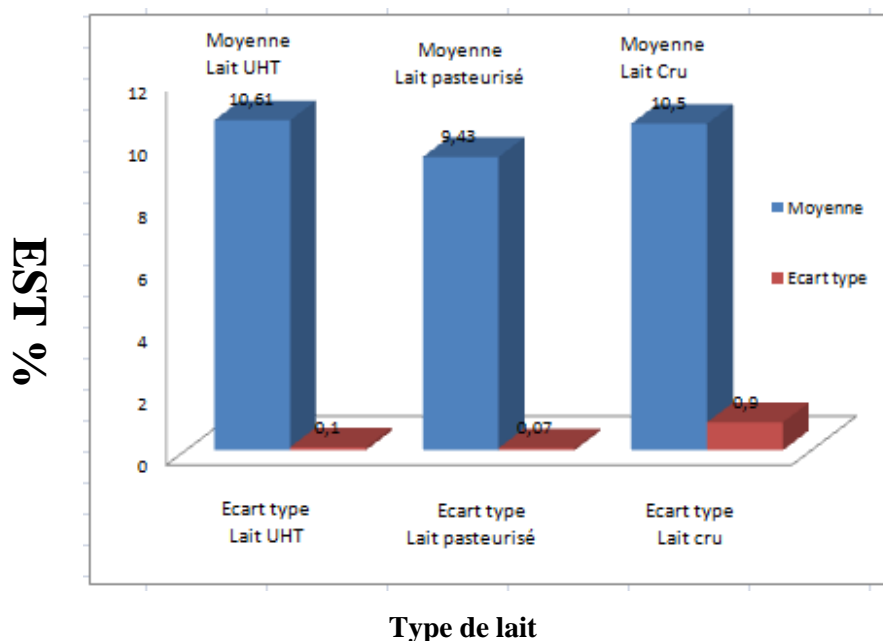 Moyenne
Lait UHT
Moyenne
Lait pasteurisé
Moyenne
Lait Cru
12
10
8
6
4
2
0
10,61
9,43
10,5
0,1
0,07
0,9
Moyenne
Ecart type
EST %
Ecart type
Lait UHT
Ecart type
Lait pasteurisé
Ecart type
Lait cru
Type de lait